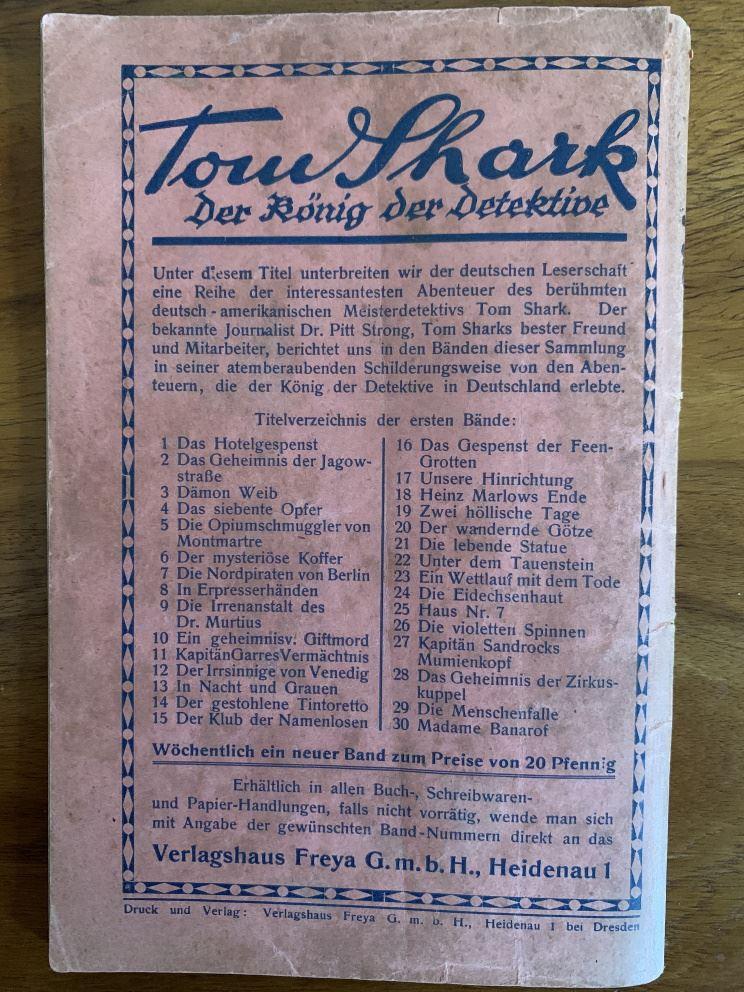 Tom Shark
Der König der Detektive
Unter diesem Titel unterbreiten wir der deutschen Leserschaft
eine Reihe der interessantesten Abenteuer des berühmten
deutsch-amerikanischen Meisterdetektivs Tom Shark. Der
bekannte Journalist Dr. Pitt Strong, Tom Sharks bester Freund
und Mitarbeiter, berichtet uns in den Bänden dieser Sammlung
in seiner atemberaubenden Schilderungsweise von den Aben-
teuern, die der König der Detektive in Deutschland erlebte.
Titelverzeichnis der ersten Bände:
1 Das Hotelgespenst
2 Das Geheimnis der Jagow-
straße
3 Dämon Weib
4 Das siebente Opfer
5 Die Opiumschmuggler von
Montmartre
6 Der mysteriöse Koffer
7 Die Nordpiraten von Berlin
8 In Erpresserhänden
9 Die Irrenanstalt des
Dr. Murtius
10 Ein geheimnisv. Giftmord
11 Kapitän Garres Vermächtnis
12 Der Irrsinnige von Venedig
13 In Nacht und Grauen
14 Der gestohlene Tintoretto
15 Der Klub der Namenlosen
16 Das Gespenst der Feen-
Grotten
17 Unsere Hinrichtung
18 Heinz Marlows Ende
19 Zwei höllische Tage
20 Der wandernde Götze
21 Die lebende Statue
22 Unter dem Tauenstein
23 Ein Wettlauf mit dem Tode
24 Die Eidechsenhaut
25 Haus Nr. 7
26 Die violetten Spinnen
27 Kapitän Sandrocks
Mumienkopf
28 Das Geheimnis der Zirkus-
kuppel
29 Die Menschenfalle
30 Madame Banarof
Wöchentlich ein neuer Band zum Preise von 20 Pfennig
Erhältlich in allen Buch-, Schreibwaren-
und Papier-Handlungen, falls nicht vorrätig, wende man sich
mit Angabe der gewünschten Band-Nummern direkt an das
Verlagshaus Freya G. m. b. H., Heidenau 1
Druck und Verlag: Verlagshaus Freya G. m. b. H., Heidenau 1 bei Dresden